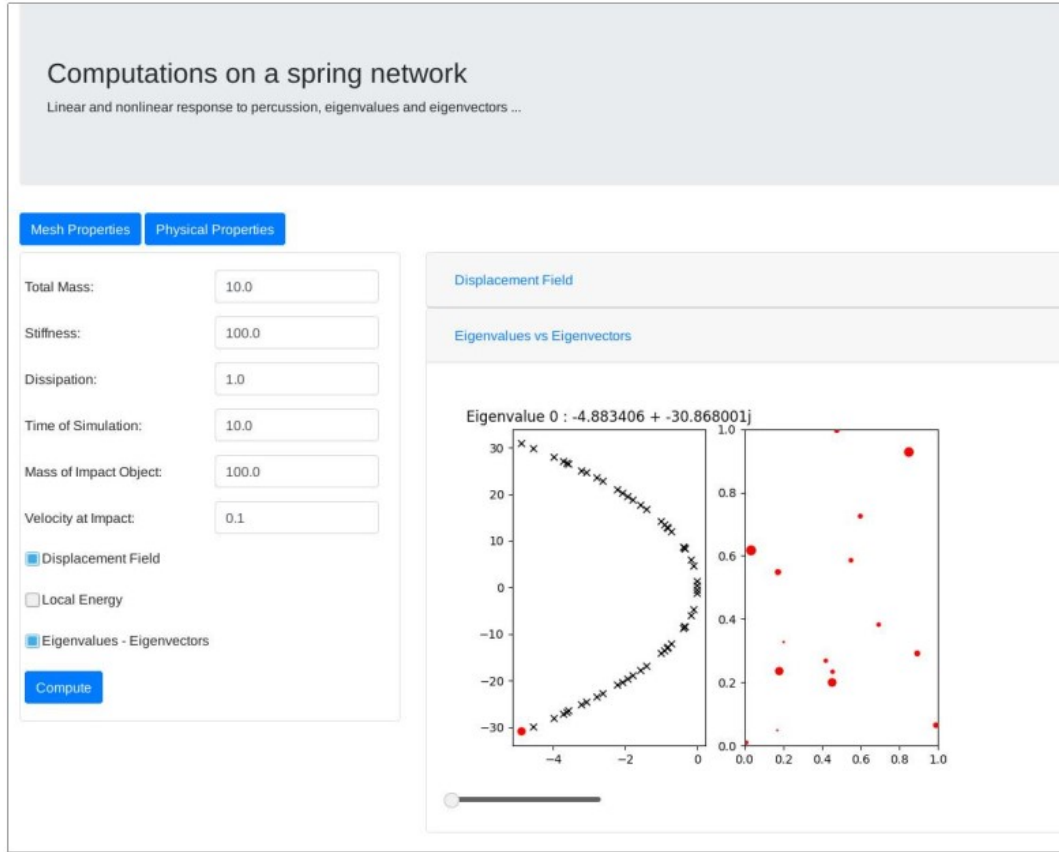 Computations on a spring network
Linear and nonlinear response to percussion, eigenvalues and eigenvectors ...
Mesh Properties
Physical Properties
Total Mass: 10.0
Stiffness: 100.0
Dissipation: 1.0
Time of Simulation: 10.0
Mass of Impact Object: 100.0
Velocity at Impact: 0.1
Displacement Field
Local Energy
Eigenvalues - Eigenvectors
Compute
Displacement Field
Eigenvalues vs Eigenvectors
Eigenvalue 0 : -4.883406 + -30.868001j
30
20
10
0
−10
−20
−30
−4 −2 0
1.0
0.8
0.6
0.4
0.2
0.0
0.0 0.2 0.4 0.6 0.8 1.0